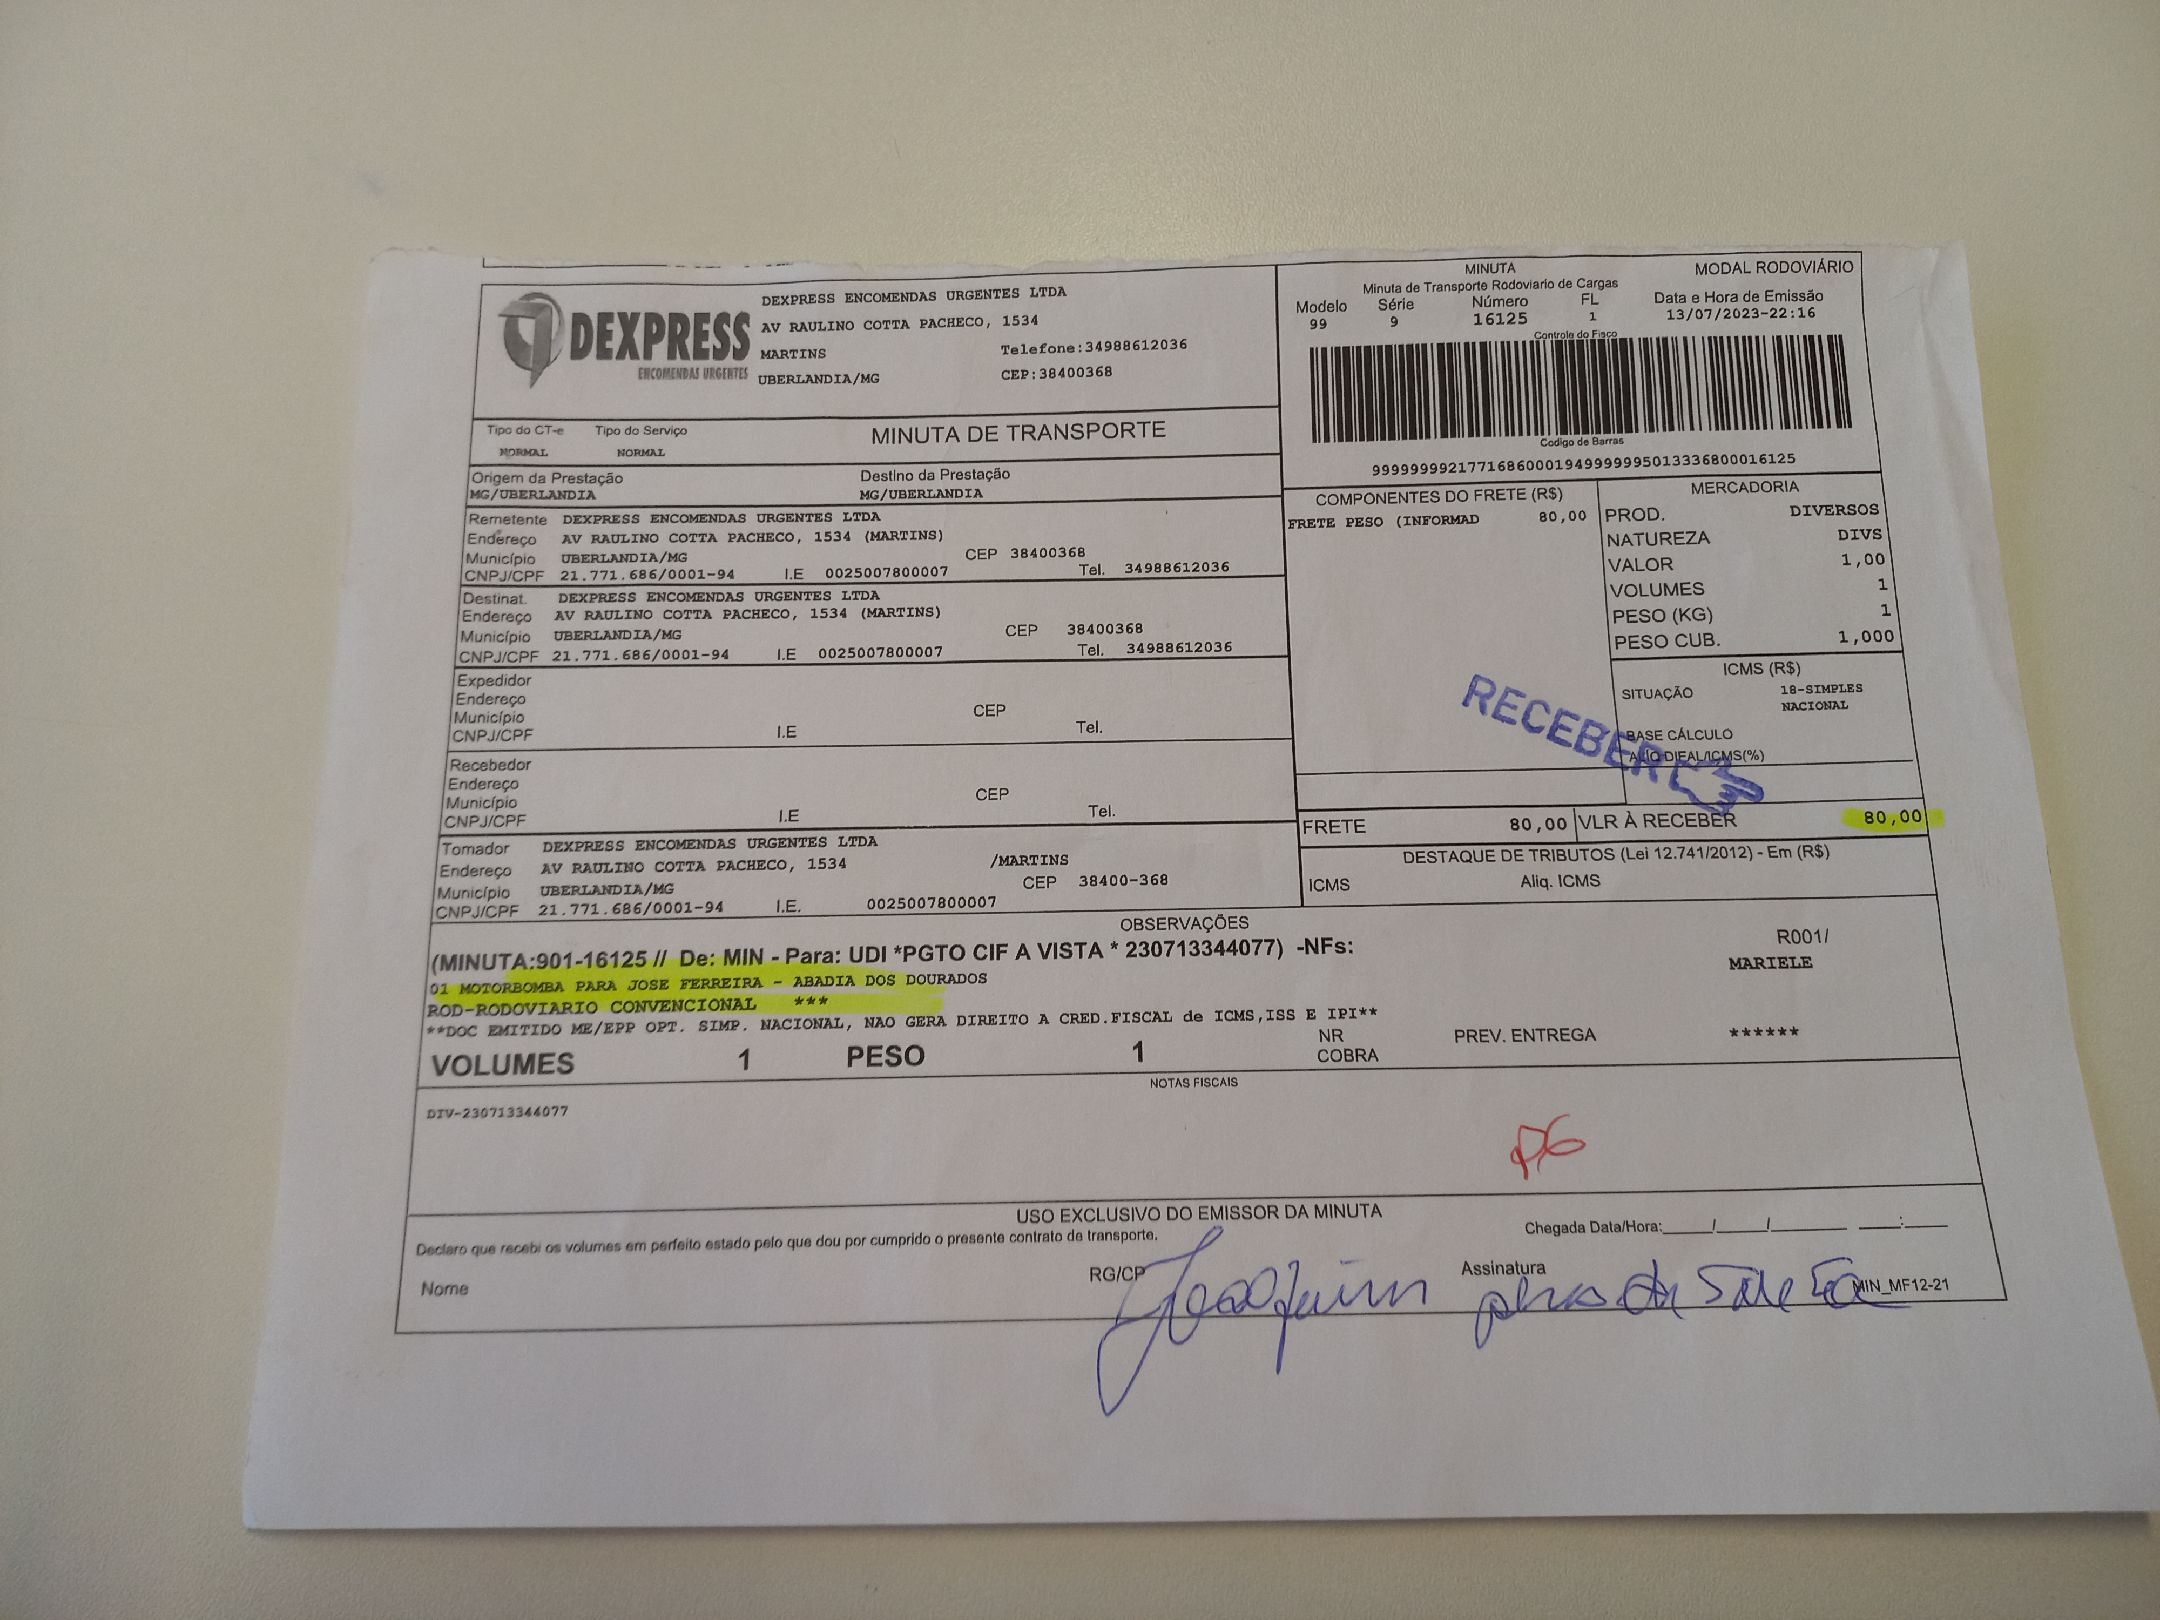 DEXPRESS
ENCOMENDAS URGENTES
DEXPRESS ENCOMENDAS URGENTES LTDA
AV RAULINO COTTA PACHECO, 1534
MARTINS Telefone:34988612036
UBERLANDIA/MG CEP:38400368
MINUTA MODAL RODOVIÁRIO
Minuta de Transporte Rodoviario de Cargas
Modelo Série Número FL Data e Hora de Emissão
99 9 16125 1 13/07/2023-22:16
Controle do Fisco
Codigo de Barras
99999999217716860001949999995013336800016125
Tipo do CT-e Tipo do Serviço MINUTA DE TRANSPORTE
NORMAL NORMAL
Origem da Prestação Destino da Prestação
MG/UBERLANDIA MG/UBERLANDIA
Remetente DEXPRESS ENCOMENDAS URGENTES LTDA
Endereço AV RAULINO COTTA PACHECO, 1534 (MARTINS)
Município UBERLANDIA/MG CEP 38400368
CNPJ/CPF 21.771.686/0001-94 I.E 0025007800007 Tel. 34988612036
Destinat. DEXPRESS ENCOMENDAS URGENTES LTDA
Endereço AV RAULINO COTTA PACHECO, 1534 (MARTINS)
Município UBERLANDIA/MG CEP 38400368
CNPJ/CPF 21.771.686/0001-94 I.E 0025007800007 Tel. 34988612036
Expedidor
Endereço
Município CEP
CNPJ/CPF I.E Tel.
Recebedor
Endereço
Município CEP
CNPJ/CPF I.E Tel.
Tomador DEXPRESS ENCOMENDAS URGENTES LTDA
Endereço AV RAULINO COTTA PACHECO, 1534 /MARTINS
Município UBERLANDIA/MG CEP 38400-368
CNPJ/CPF 21.771.686/0001-94 I.E. 0025007800007
COMPONENTES DO FRETE (R$)
FRETE PESO (INFORMAD 80,00
MERCADORIA
PROD. DIVERSOS
NATUREZA DIVS
VALOR 1,00
VOLUMES 1
PESO (KG) 1
PESO CUB. 1,000
ICMS (R$)
SITUAÇÃO 18-SIMPLES
NACIONAL
BASE CÁLCULO
ALIQ DIFAL/ICMS(%)
RECEBER
FRETE 80,00 VLR À RECEBER 80,00
DESTAQUE DE TRIBUTOS (Lei 12.741/2012) - Em (R$)
ICMS Aliq. ICMS
OBSERVAÇÕES
(MINUTA:901-16125 // De: MIN - Para: UDI *PGTO CIF A VISTA * 230713344077) -NFs: R001/
MARIELE
01 MOTORBOMBA PARA JOSE FERREIRA - ABADIA DOS DOURADOS
ROD-RODOVIARIO CONVENCIONAL ***
**DOC EMITIDO ME/EPP OPT. SIMP. NACIONAL, NAO GERA DIREITO A CRED.FISCAL de ICMS,ISS E IPI**
VOLUMES 1 PESO 1 NR COBRA PREV. ENTREGA ******
NOTAS FISCAIS
DIV-230713344077
PG
USO EXCLUSIVO DO EMISSOR DA MINUTA
Declaro que recebi os volumes em perfeito estado pelo que dou por cumprido o presente contrato de transporte. Chegada Data/Hora:____/____/______ ___:___
Nome RG/CP Assinatura MIN_MF12-21
Joaquim